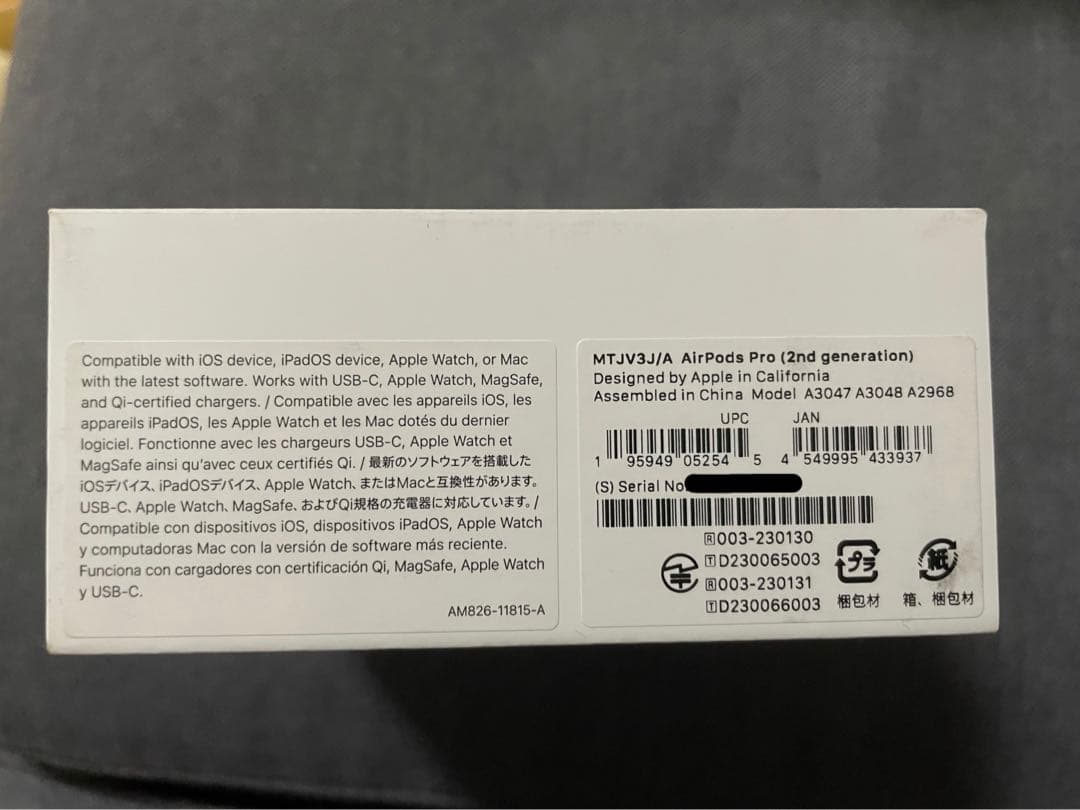 Compatible with iOS device, iPadOS device, Apple Watch, or Mac
with the latest software. Works with USB-C, Apple Watch, MagSafe,
and Qi-certified chargers. / Compatible avec les appareils iOS, les
appareils iPadOS, les Apple Watch et les Mac dotés du dernier
logiciel. Fonctionne avec les chargeurs USB-C, Apple Watch et
MagSafe ainsi qu'avec ceux certifiés Qi. / 最新のソフトウェアを搭載した
iOSデバイス、iPadOSデバイス、Apple Watch、またはMacと互換性があります。
USB-C、Apple Watch、MagSafe、およびQi規格の充電器に対応しています。/
Compatible con dispositivos iOS, dispositivos iPadOS, Apple Watch
y computadoras Mac con la versión de software más reciente.
Funciona con cargadores con certificación Qi, MagSafe, Apple Watch
y USB-C.
AM826-11815-A
MTJV3J/A AirPods Pro (2nd generation)
Designed by Apple in California
Assembled in China Model A3047 A3048 A2968
UPC JAN
1 95949 05254 5 4 549995 433937
(S) Serial No
R 003-230130
T D230065003
R 003-230131
T D230066003
プラ
梱包材
紙
箱、梱包材